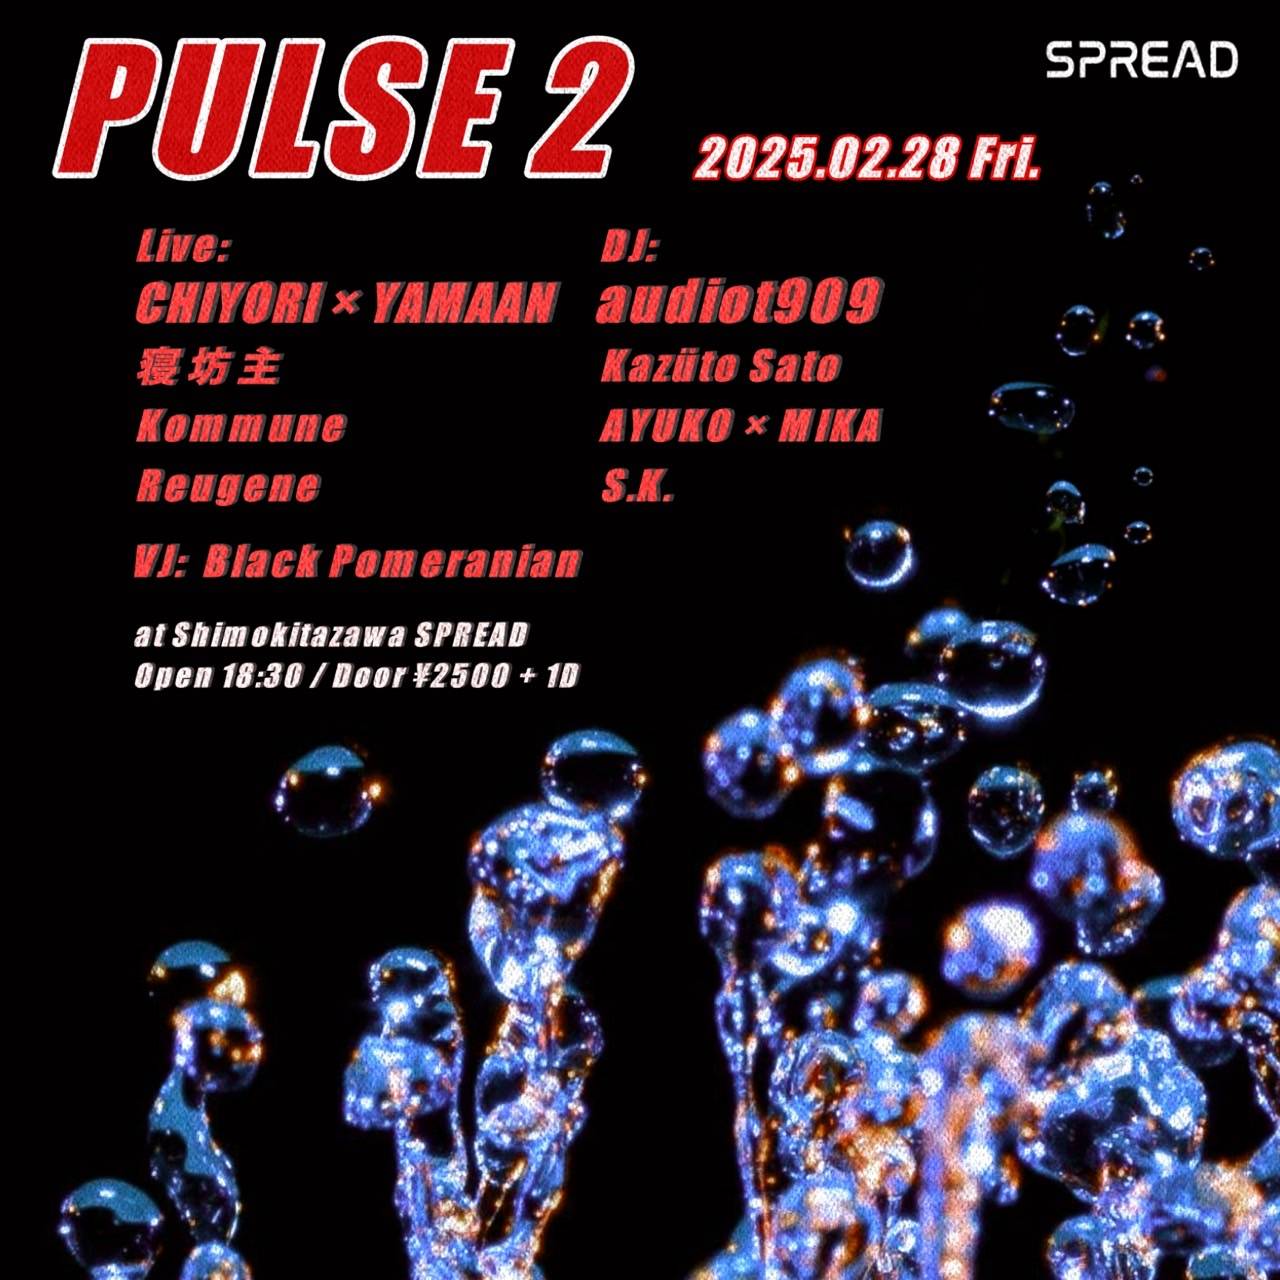 PULSE 2
SPREAD
2025.02.28 Fri.
Live:
CHIYORI × YAMAAN
寝坊主
Kommune
Reugene
DJ:
audiot909
Kazüto Sato
AYUKO × MIKA
S.K.
VJ: Black Pomeranian
at Shimokitazawa SPREAD
Open 18:30 / Door ¥2500 + 1D